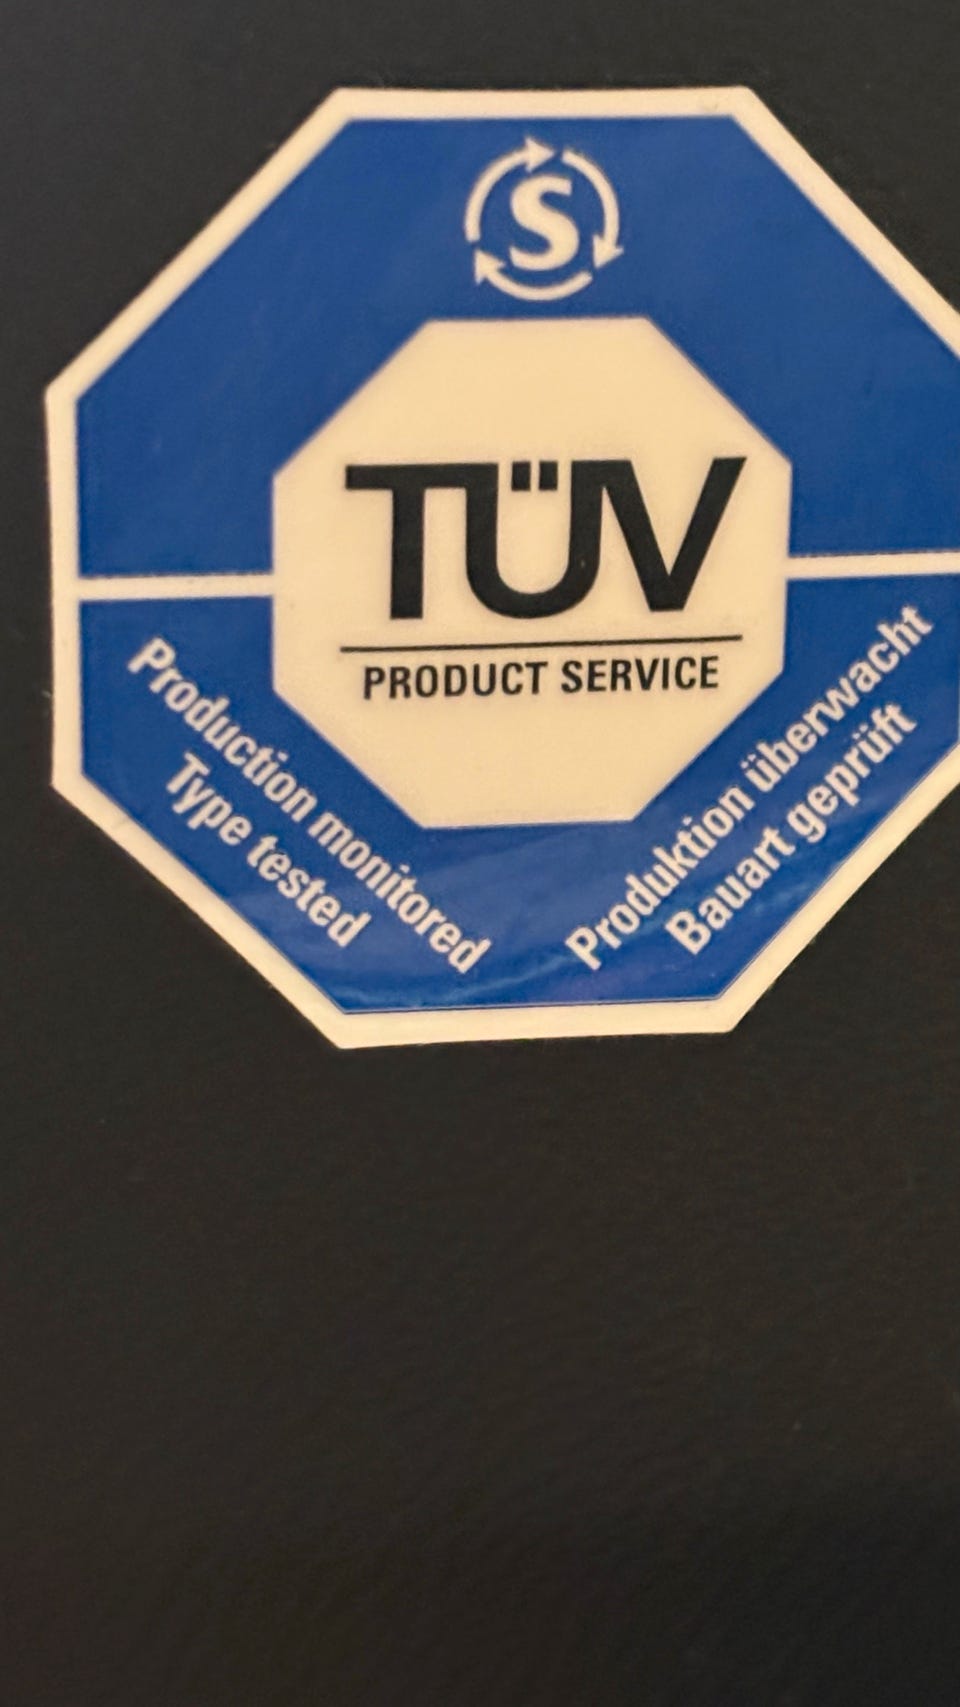 S
TÜV
PRODUCT SERVICE
Production monitored
Type tested
Produktion überwacht
Bauart geprüft